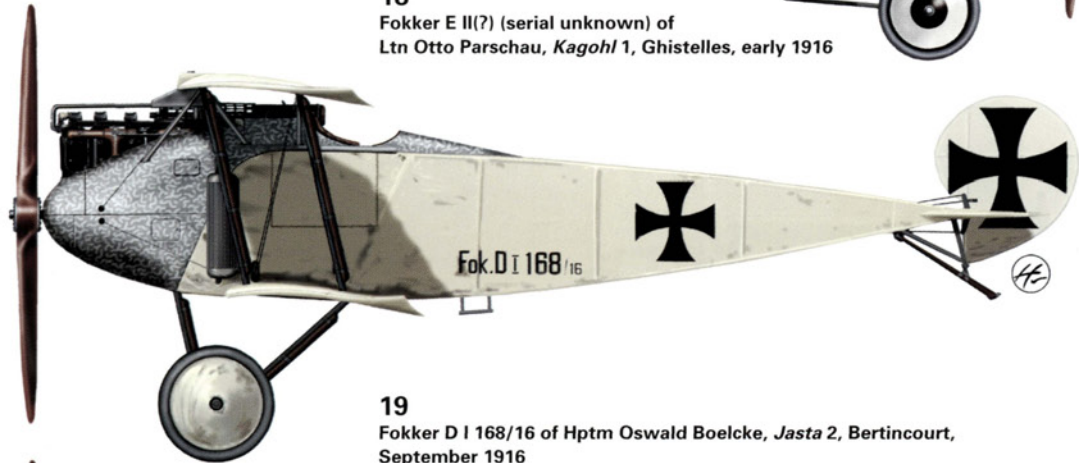 Fokker E II(?) (serial unknown) of
Ltn Otto Parschau, Kagohl 1, Ghistelles, early 1916
Fok.D I 168/16
19
Fokker D I 168/16 of Hptm Oswald Boelcke, Jasta 2, Bertincourt,
September 1916